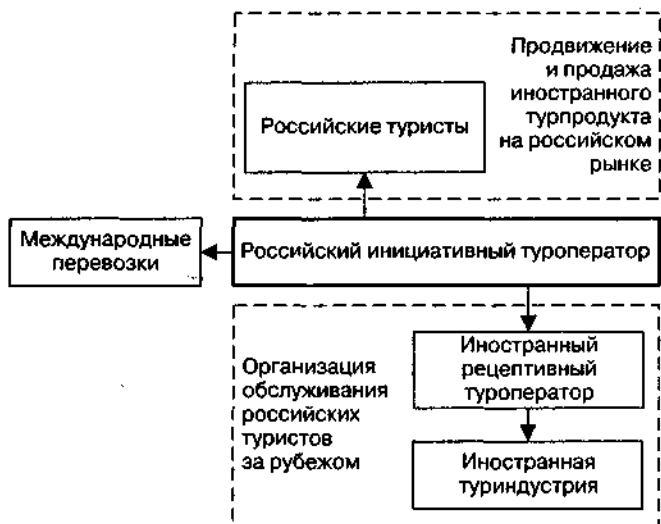 Продвижение
и продажа
иностранного
турпродукта
на российском
рынке
Российские туристы
Международные
перевозки
Российский инициативный туроператор
Организация
обслуживания
российских
туристов
за рубежом
Иностранный
рецептивный
туроператор
Иностранная
туриндустрия